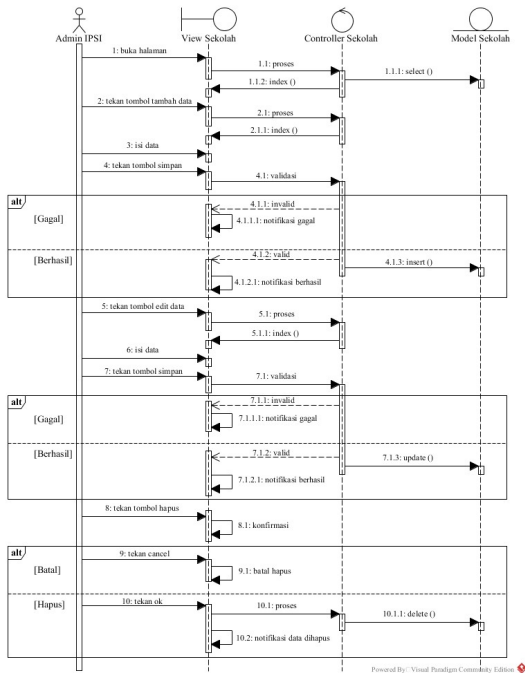 Admin IPSI
View Sekolah
Controller Sekolah
Model Sekolah
1: buka halaman
1.1: proses
1.1.1: select ()
1.1.2: index ()
2: tekan tombol tambah data
2.1: proses
2.1.1: index ()
3: isi data
4: tekan tombol simpan
4.1: validasi
alt
[Gagal]
4.1.1: invalid
4.1.1.1: notifikasi gagal
[Berhasil]
4.1.2: valid
4.1.3: insert ()
4.1.2.1: notifikasi berhasil
5: tekan tombol edit data
5.1: proses
5.1.1: index ()
6: isi data
7: tekan tombol simpan
7.1: validasi
alt
[Gagal]
7.1.1: invalid
7.1.1.1: notifikasi gagal
[Berhasil]
7.1.2: valid
7.1.3: update ()
7.1.2.1: notifikasi berhasil
8: tekan tombol hapus
8.1: konfirmasi
alt
[Batal]
9: tekan cancel
9.1: batal hapus
[Hapus]
10: tekan ok
10.1: proses
10.1.1: delete ()
10.2: notifikasi data dihapus
Powered By Visual Paradigm Community Edition